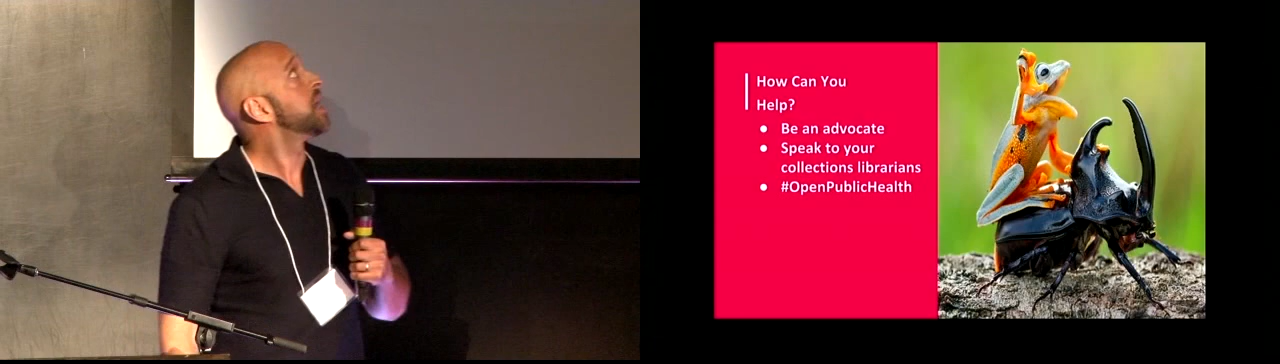 How Can You
Help?
● Be an advocate
● Speak to your
collections librarians
● #OpenPublicHealth